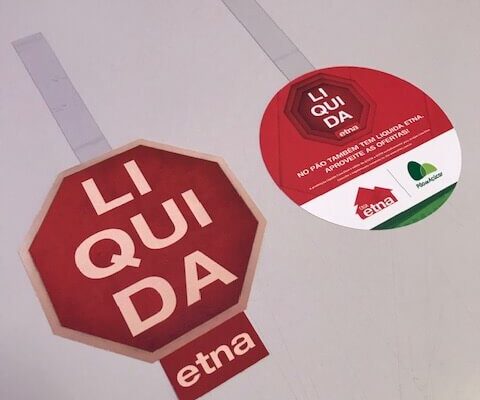 LI
QUI
DA
etna
LI
QUI
DA
etna
NO PÃO TAMBÉM TEM LIQUIDA ETNA.
APROVEITE AS OFERTAS!
etna
Pão de Açúcar